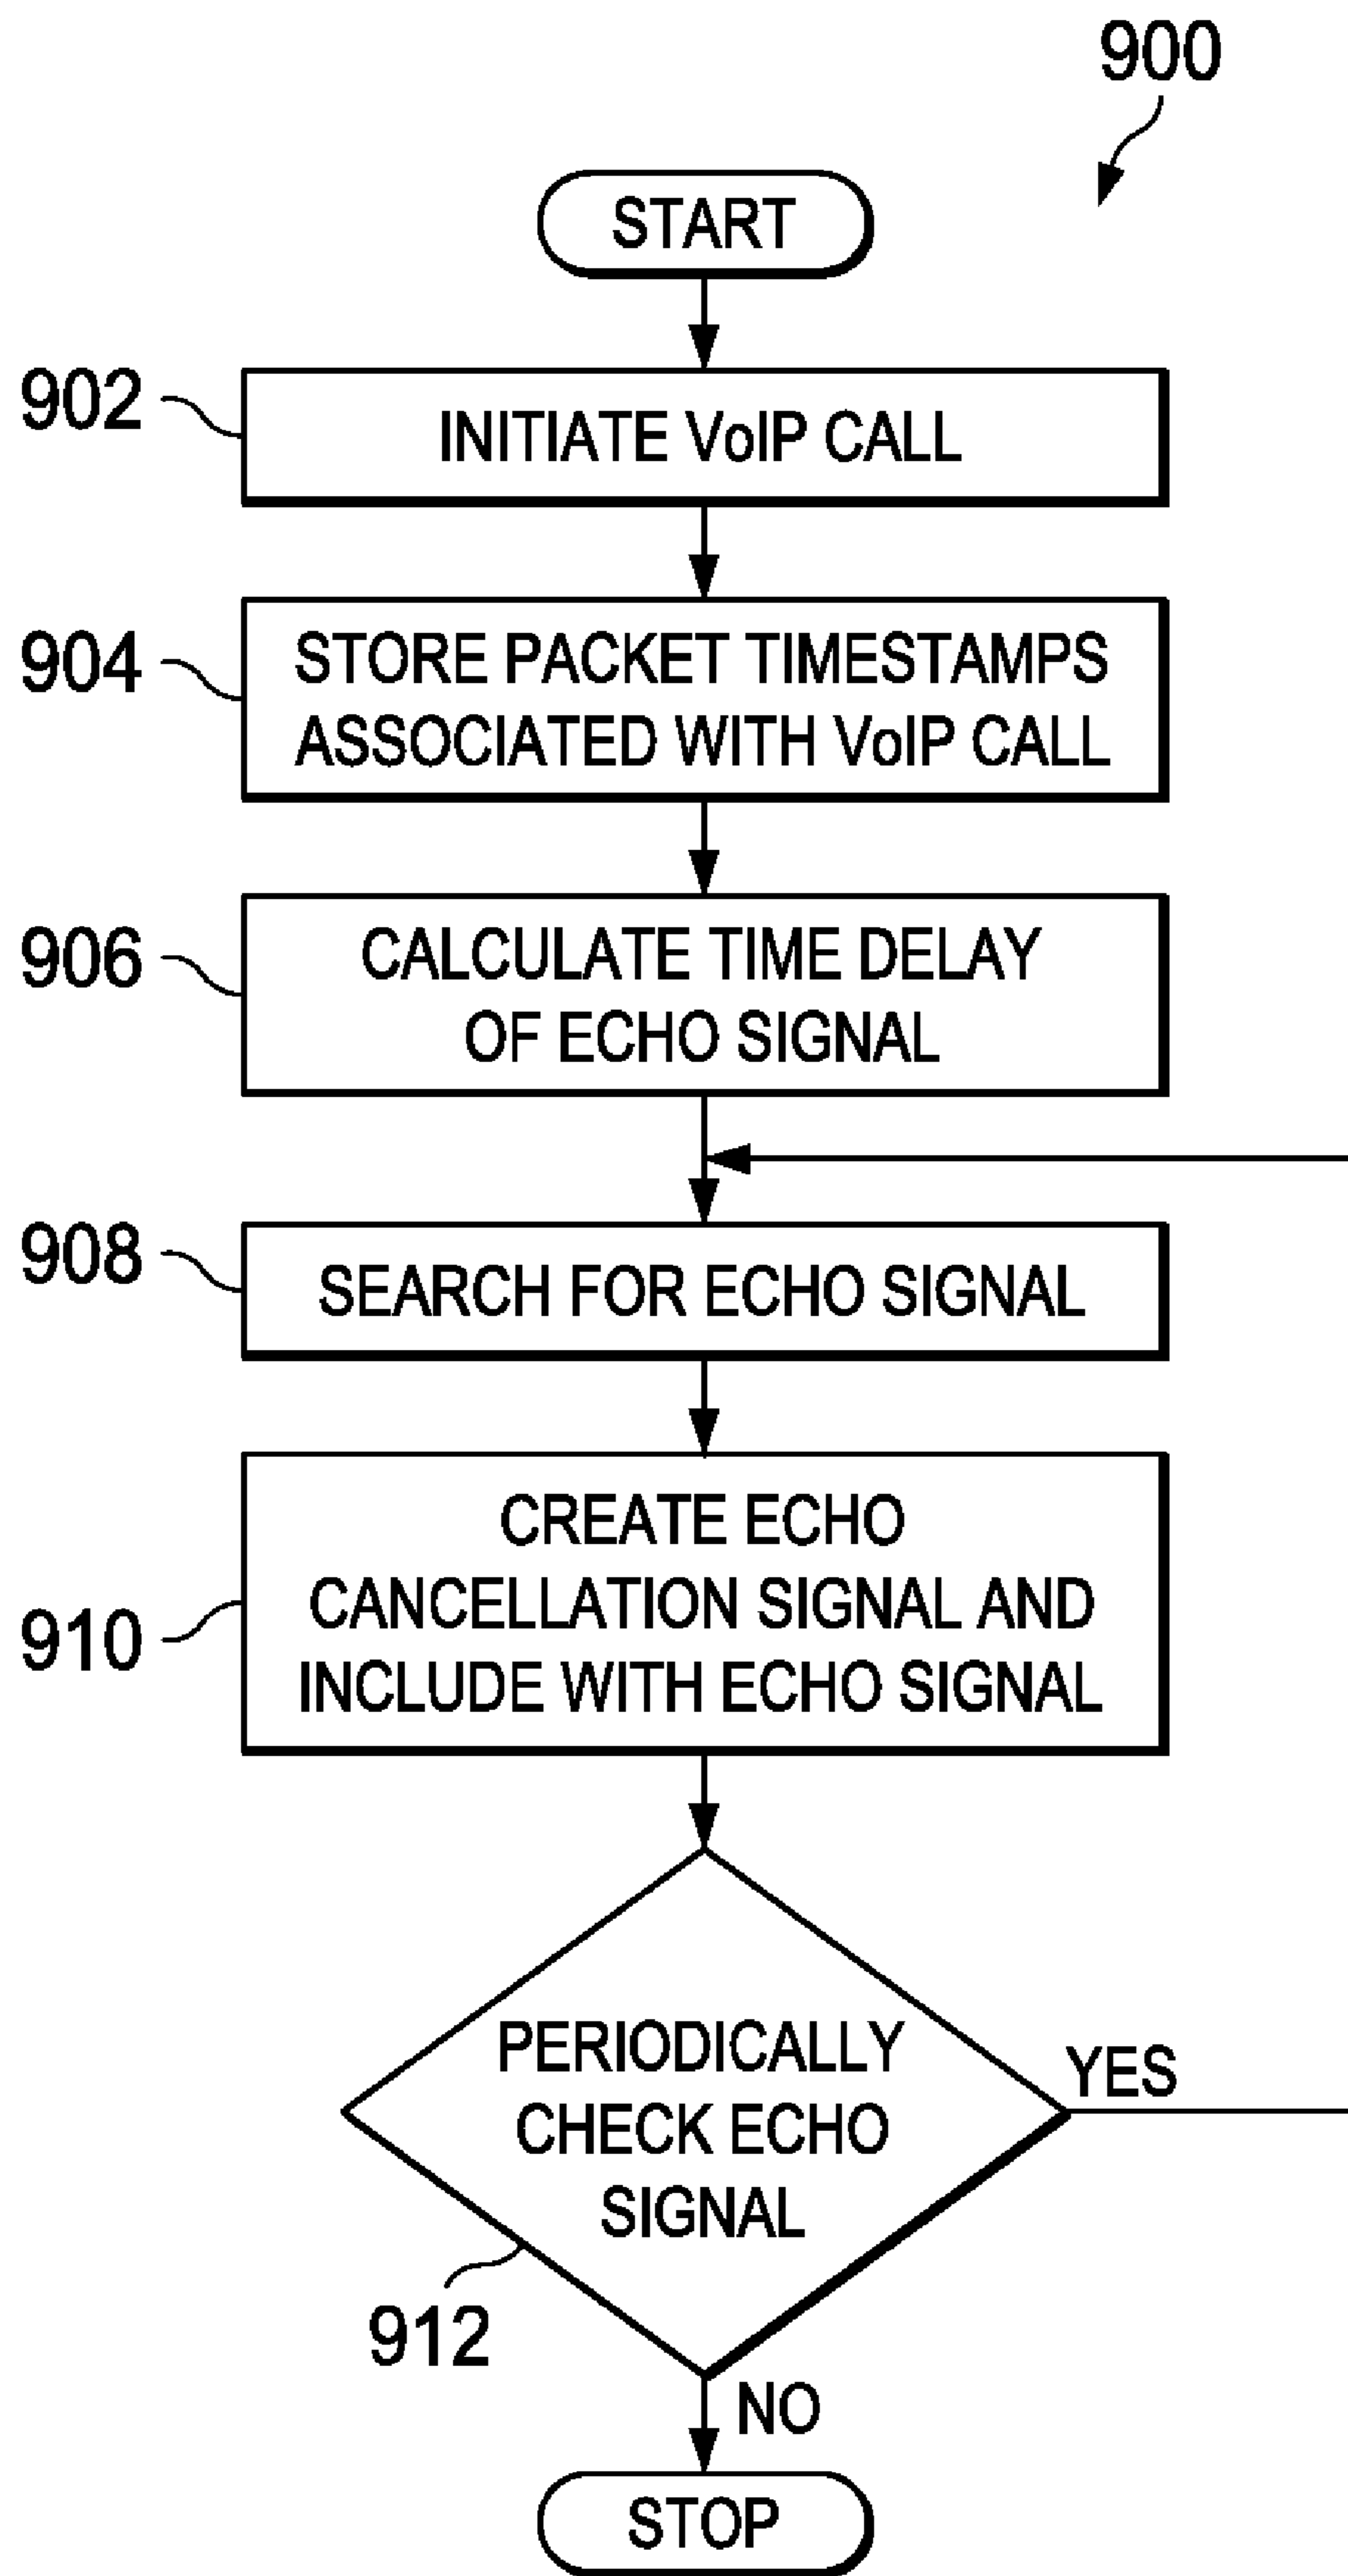 900
START
902
INITIATE VoIP CALL
904
STORE PACKET TIMESTAMPS
ASSOCIATED WITH VoIP CALL
906
CALCULATE TIME DELAY
OF ECHO SIGNAL
908
SEARCH FOR ECHO SIGNAL
910
CREATE ECHO
CANCELLATION SIGNAL AND
INCLUDE WITH ECHO SIGNAL
PERIODICALLY
CHECK ECHO
SIGNAL
YES
912
NO
STOP